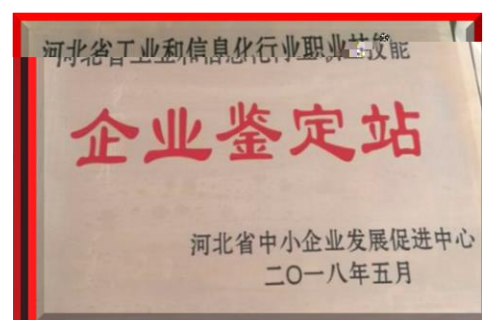 河北省工业和信息化行业职业技能
企业鉴定站
河北省中小企业发展促进中心
二〇一八年五月